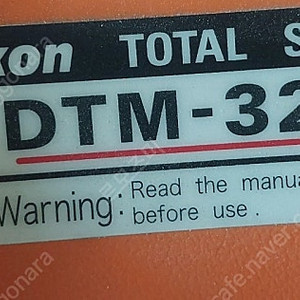 kon TOTAL S
DTM-32
Warning: Read the manua
before use.